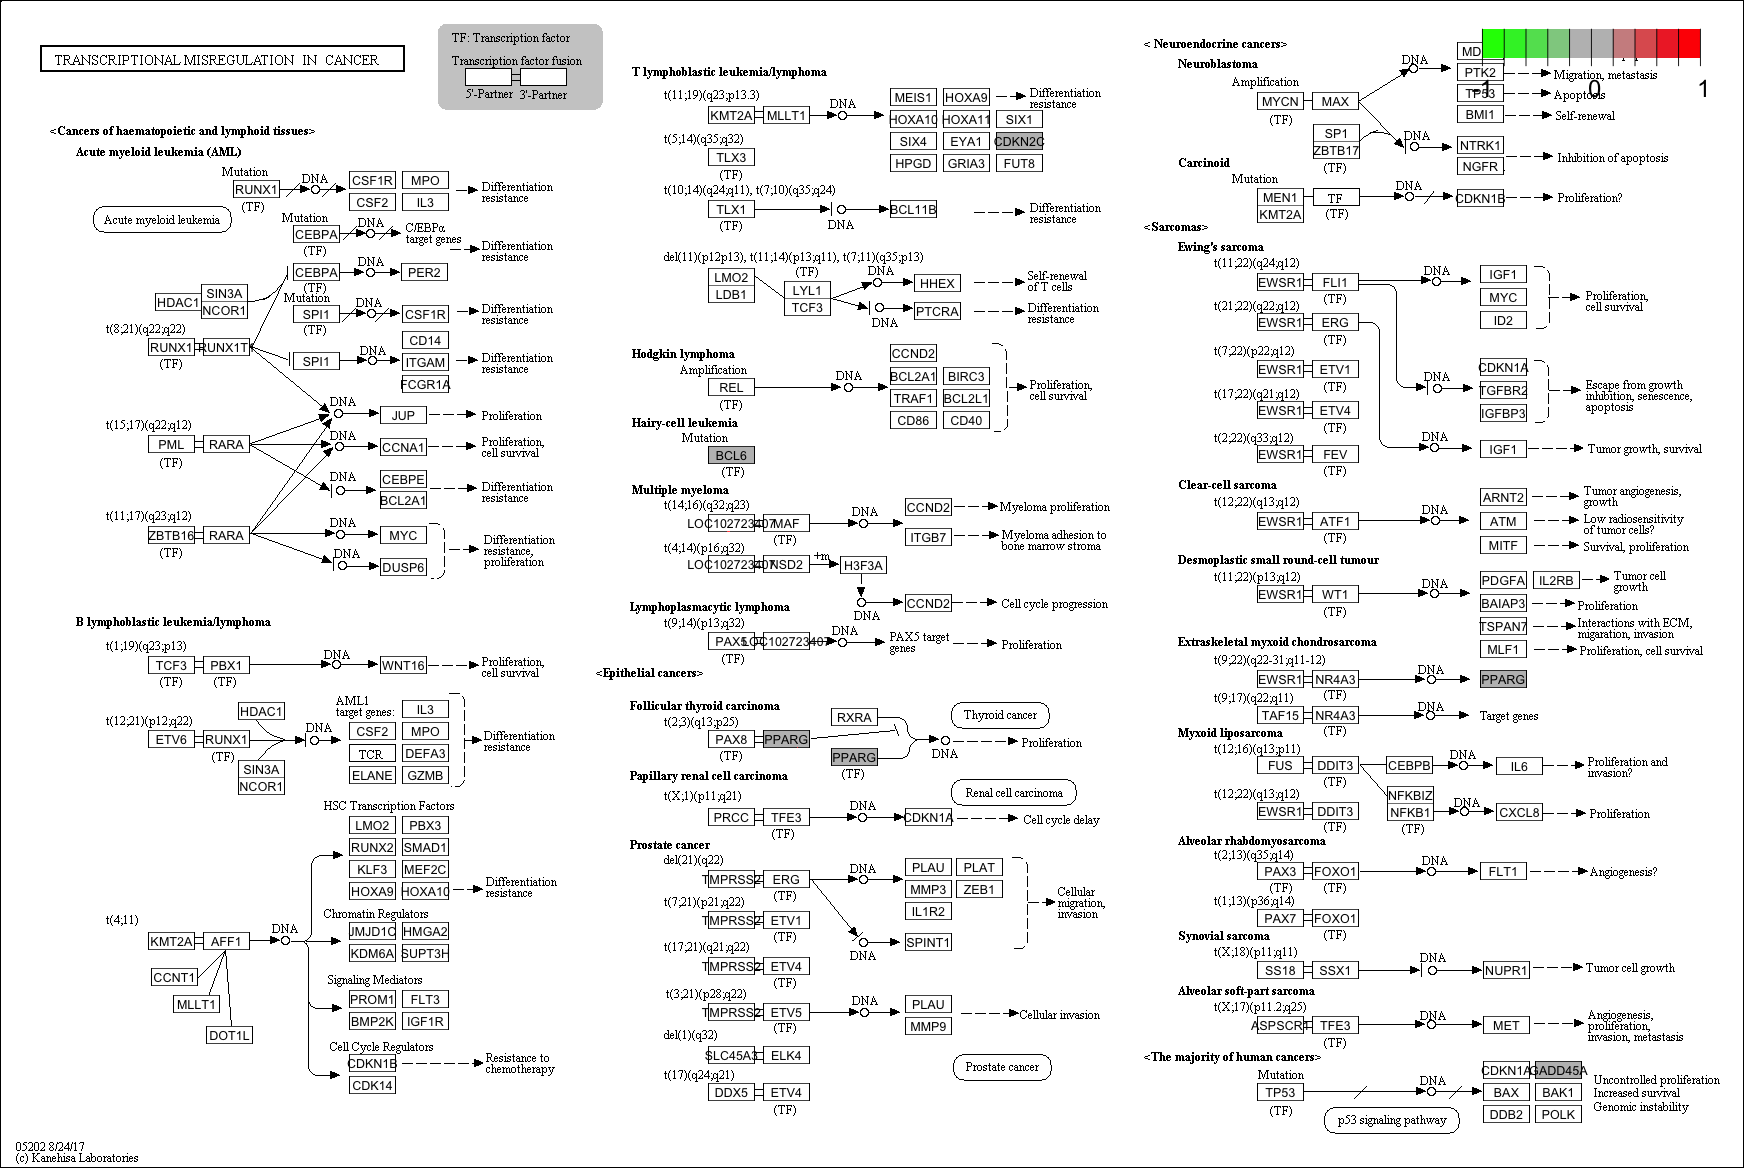 TRANSCRIPTIONAL MISREGULATION IN CANCER
TF: Transcription factor
Transcription factor fusion
5'-Partner 3'-Partner
<Cancers of haematopoietic and lymphoid tissues>
Acute myeloid leukemia (AML)
Mutation
RUNX1
(TF)
DNA
CSF1R MPO
CSF2 IL3
Differentiation
resistance
Acute myeloid leukemia
Mutation
CEBPA
(TF)
DNA
C/EBPα
target genes
Differentiation
resistance
CEBPA
(TF)
DNA
PER2
HDAC1
SIN3A
NCOR1
Mutation
SPI1
(TF)
DNA
CSF1R
Differentiation
resistance
t(8;21)(q22;q22)
RUNX1 RUNX1T
(TF)
SPI1
DNA
CD14
ITGAM
FCGR1A
Differentiation
resistance
DNA
JUP
Proliferation
t(15;17)(q22;q12)
PML RARA
(TF)
DNA
CCNA1
Proliferation,
cell survival
DNA
CEBPE
BCL2A1
Differentiation
resistance
t(11;17)(q23;q12)
ZBTB16 RARA
(TF)
DNA
MYC
DNA
DUSP6
Differentiation
resistance,
proliferation
B lymphoblastic leukemia/lymphoma
t(1;19)(q23;p13)
TCF3 PBX1
(TF) (TF)
DNA
WNT16
Proliferation,
cell survival
t(12;21)(p12;q22)
ETV6 RUNX1
(TF)
HDAC1
SIN3A
NCOR1
DNA
AML1
target genes:
IL3
CSF2 MPO
TCR DEFA3
ELANE GZMB
Differentiation
resistance
HSC Transcription Factors
LMO2 PBX3
RUNX2 SMAD1
KLF3 MEF2C
HOXA9 HOXA10
Differentiation
resistance
t(4;11)
KMT2A AFF1
DNA
CCNT1
MLLT1
DOT1L
Chromatin Regulators
JMJD1C HMGA2
KDM6A SUPT3H
Signaling Mediators
PROM1 FLT3
BMP2K IGF1R
Cell Cycle Regulators
CDKN1B
CDK14
Resistance to
chemotherapy
05202 8/24/17
(c) Kanehisa Laboratories
T lymphoblastic leukemia/lymphoma
t(11;19)(q23;p13.3)
KMT2A MLLT1
DNA
MEIS1 HOXA9
HOXA10 HOXA11 SIX1
SIX4 EYA1 CDKN2C
HPGD GRIA3 FUT8
Differentiation
resistance
t(5;14)(q35;q32)
TLX3
(TF)
t(10;14)(q24;q11), t(7;10)(q35;q24)
TLX1
(TF)
DNA
BCL11B
Differentiation
resistance
del(11)(p12p13), t(11;14)(p13;q11), t(7;11)(q35;p13)
LMO2
LDB1
(TF)
LYL1
TCF3
DNA
HHEX
Self-renewal
of T cells
DNA
PTCRA
Differentiation
resistance
Hodgkin lymphoma
Amplification
REL
(TF)
DNA
CCND2
BCL2A1 BIRC3
TRAF1 BCL2L1
CD86 CD40
Proliferation,
cell survival
Hairy-cell leukemia
Mutation
BCL6
(TF)
Multiple myeloma
t(14;16)(q32;q23)
LOC102723407 MAF
(TF)
DNA
CCND2
Myeloma proliferation
ITGB7
Myeloma adhesion to
bone marrow stroma
t(4;14)(p16;q32)
LOC102723407 NSD2
+m
H3F3A
DNA
CCND2
Cell cycle progression
Lymphoplasmacytic lymphoma
t(9;14)(p13;q32)
PAX5 LOC102723407
(TF)
DNA
PAX5 target
genes
Proliferation
<Epithelial cancers>
Follicular thyroid carcinoma
t(2;3)(q13;p25)
PAX8 PPARG
(TF)
RXRA
PPARG
(TF)
Thyroid cancer
DNA
Proliferation
Papillary renal cell carcinoma
t(X;1)(p11;q21)
PRCC TFE3
(TF)
DNA
CDKN1A
Renal cell carcinoma
Cell cycle delay
Prostate cancer
del(21)(q22)
TMPRSS2 ERG
(TF)
DNA
PLAU PLAT
MMP3 ZEB1
IL1R2
Cellular
migration,
invasion
t(7;21)(p21;q22)
TMPRSS2 ETV1
(TF)
DNA
SPINT1
t(17;21)(q21;q22)
TMPRSS2 ETV4
(TF)
t(3;21)(p28;q22)
TMPRSS2 ETV5
(TF)
DNA
PLAU
MMP9
Cellular invasion
del(1)(q32)
SLC45A3 ELK4
t(17)(q24;q21)
DDX5 ETV4
(TF)
Prostate cancer
< Neuroendocrine cancers>
Neuroblastoma
Amplification
MYCN MAX
(TF)
SP1
ZBTB17
(TF)
DNA
MD
PTK2
Migration, metastasis
TP53
Apoptosis
BMI1
Self-renewal
DNA
NTRK1
NGFR
Inhibition of apoptosis
-1 0 1
Carcinoid
Mutation
MEN1 TF
KMT2A (TF)
DNA
CDKN1B
Proliferation?
<Sarcomas>
Ewing's sarcoma
t(11;22)(q24;q12)
EWSR1 FLI1
(TF)
DNA
IGF1
MYC
ID2
Proliferation,
cell survival
t(21;22)(q22;q12)
EWSR1 ERG
(TF)
t(7;22)(p22;q12)
EWSR1 ETV1
(TF)
DNA
CDKN1A
TGFBR2
IGFBP3
Escape from growth
inhibition, senescence,
apoptosis
t(17;22)(q21;q12)
EWSR1 ETV4
(TF)
t(2;22)(q33;q12)
EWSR1 FEV
(TF)
DNA
IGF1
Tumor growth, survival
Clear-cell sarcoma
t(12;22)(q13;q12)
EWSR1 ATF1
(TF)
DNA
ARNT2
Tumor angiogenesis,
growth
ATM
Low radiosensitivity
of tumor cells?
MITF
Survival, proliferation
Desmoplastic small round-cell tumour
t(11;22)(p13;q12)
EWSR1 WT1
(TF)
DNA
PDGFA IL2RB
Tumor cell
growth
BAIAP3
Proliferation
TSPAN7
Interactions with ECM,
migaration, invasion
MLF1
Proliferation, cell survival
Extraskeletal myxoid chondrosarcoma
t(9;22)(q22-31;q11-12)
EWSR1 NR4A3
(TF)
DNA
PPARG
t(9;17)(q22;q11)
TAF15 NR4A3
(TF)
DNA
Target genes
Myxoid liposarcoma
t(12;16)(q13;p11)
FUS DDIT3
(TF)
CEBPB
DNA
IL6
Proliferation and
invasion?
t(12;22)(q13;q12)
EWSR1 DDIT3
(TF)
NFKBIZ
NFKB1
(TF)
DNA
CXCL8
Proliferation
Alveolar rhabdomyosarcoma
t(2;13)(q35;q14)
PAX3 FOXO1
(TF) (TF)
DNA
FLT1
Angiogenesis?
t(1;13)(p36;q14)
PAX7 FOXO1
(TF)
Synovial sarcoma
t(X;18)(p11;q11)
SS18 SSX1
DNA
NUPR1
Tumor cell growth
Alveolar soft-part sarcoma
t(X;17)(p11.2;q25)
ASPSCR1 TFE3
(TF)
DNA
MET
Angiogenesis,
proliferation,
invasion, metastasis
<The majority of human cancers>
Mutation
TP53
(TF)
DNA
p53 signaling pathway
CDKN1A GADD45A
BAX BAK1
DDB2 POLK
Uncontrolled proliferation
Increased survival
Genomic instability